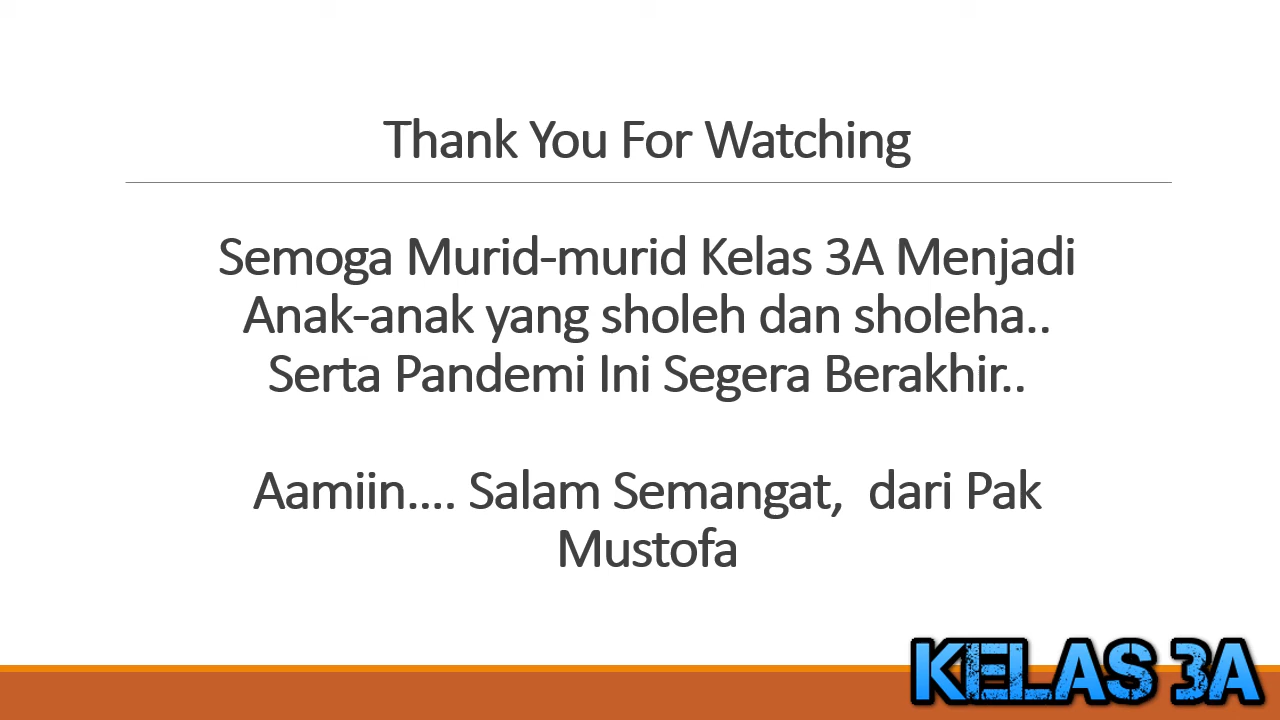 Thank You For Watching
Semoga Murid-murid Kelas 3A Menjadi
Anak-anak yang sholeh dan sholeha..
Serta Pandemi Ini Segera Berakhir..
Aamiin.... Salam Semangat,  dari Pak
Mustofa
KELAS 3A